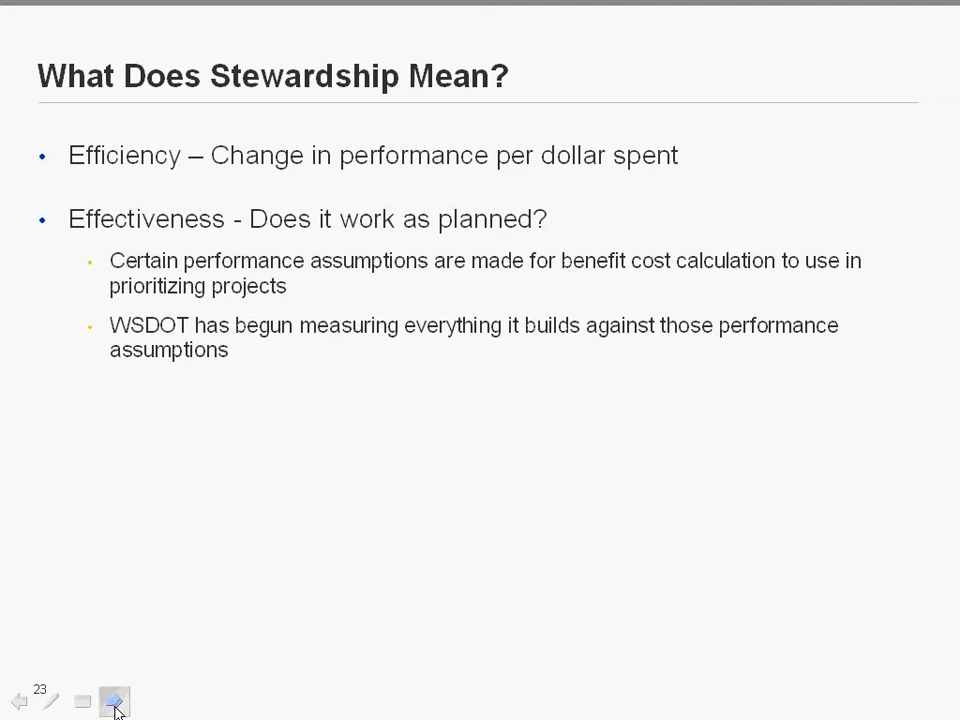 What Does Stewardship Mean?
• Efficiency – Change in performance per dollar spent
• Effectiveness - Does it work as planned?
• Certain performance assumptions are made for benefit cost calculation to use in
prioritizing projects
• WSDOT has begun measuring everything it builds against those performance
assumptions
23